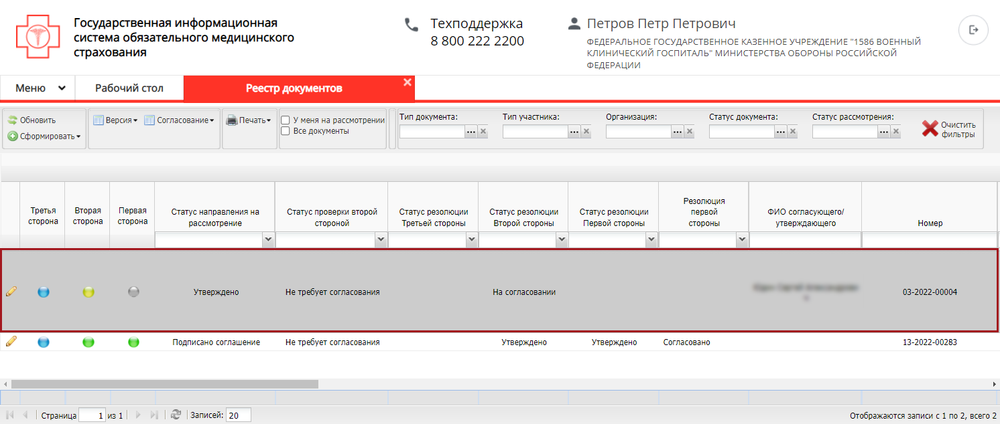 Государственная информационная
система обязательного медицинского
страхования
Техподдержка
8 800 222 2200
Петров Петр Петрович
ФЕДЕРАЛЬНОЕ ГОСУДАРСТВЕННОЕ КАЗЕННОЕ УЧРЕЖДЕНИЕ "1586 ВОЕННЫЙ
КЛИНИЧЕСКИЙ ГОСПИТАЛЬ" МИНИСТЕРСТВА ОБОРОНЫ РОССИЙСКОЙ
ФЕДЕРАЦИИ
Меню Рабочий стол Реестр документов
Обновить Версия Согласование Печать У меня на рассмотрении Тип документа: Тип участника: Организация: Статус документа: Статус рассмотрения:
Сформировать Все документы Очистить
фильтры
Третья
сторона
Вторая
сторона
Первая
сторона
Статус направления на
рассмотрение
Статус проверки второй
стороной
Статус резолюции
Третьей стороны
Статус резолюции
Второй стороны
Статус резолюции
Первой стороны
Резолюция
первой
стороны
ФИО согласующего/
утверждающего
Номер
Утверждено Не требует согласования На согласовании 03-2022-00004
Подписано соглашение Не требует согласования Утверждено Утверждено Согласовано 13-2022-00283
Страница 1 из 1 Записей: 20 Отображаются записи с 1 по 2, всего 2